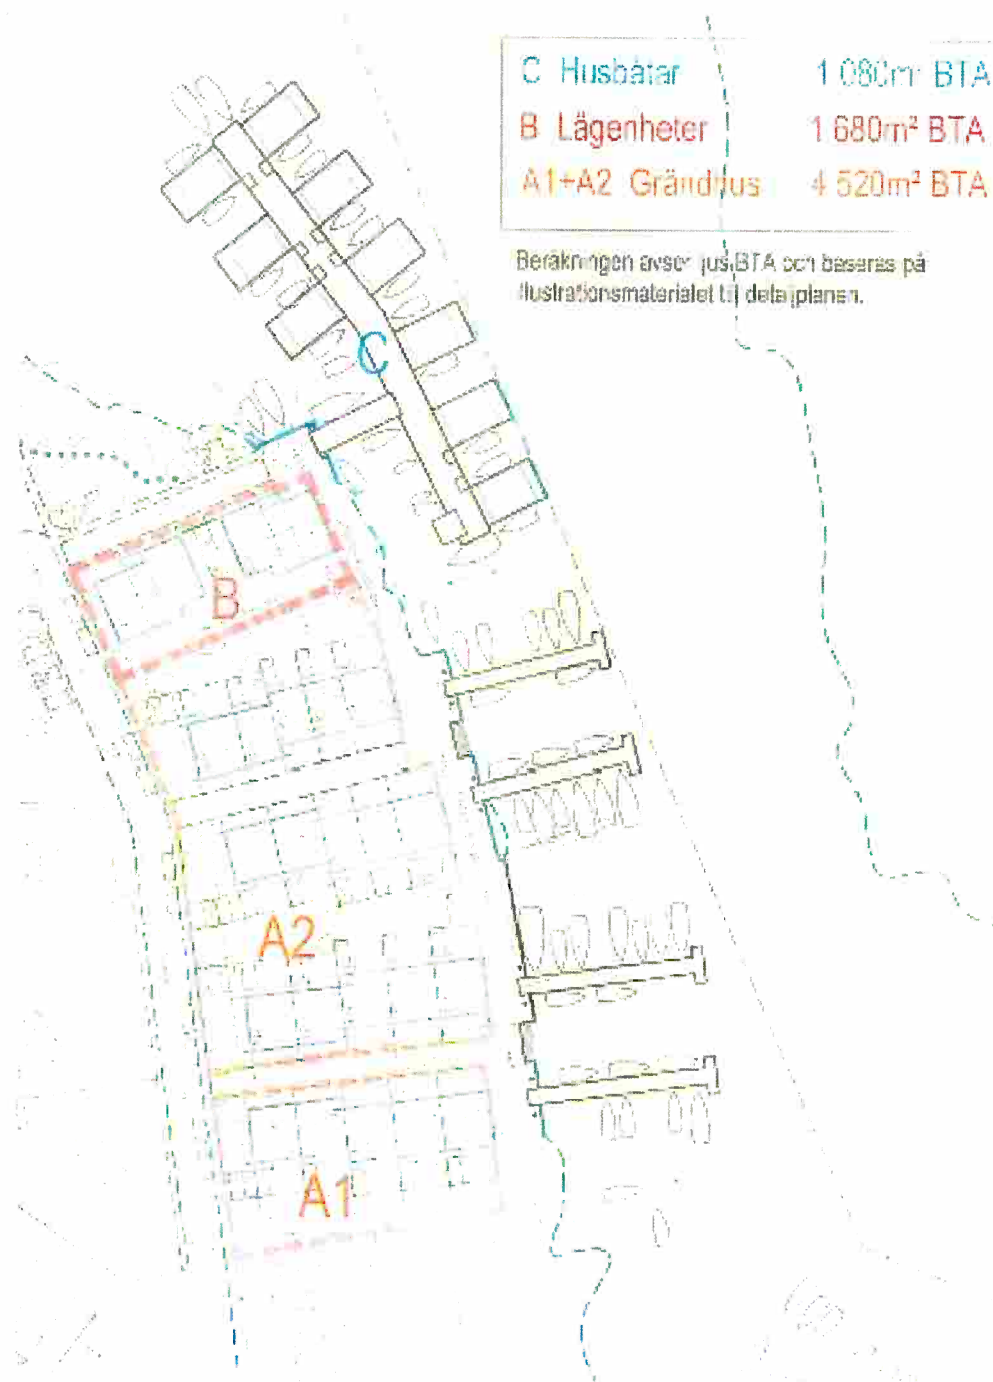 C Husbåtar 1 080m² BTA
B Lägenheter 1 680m² BTA
A1+A2 Grändhus 4 520m² BTA
Beräkningen avser ljus BTA och baseras på
illustrationsmaterialet till detaljplanen.
C
B
A2
A1